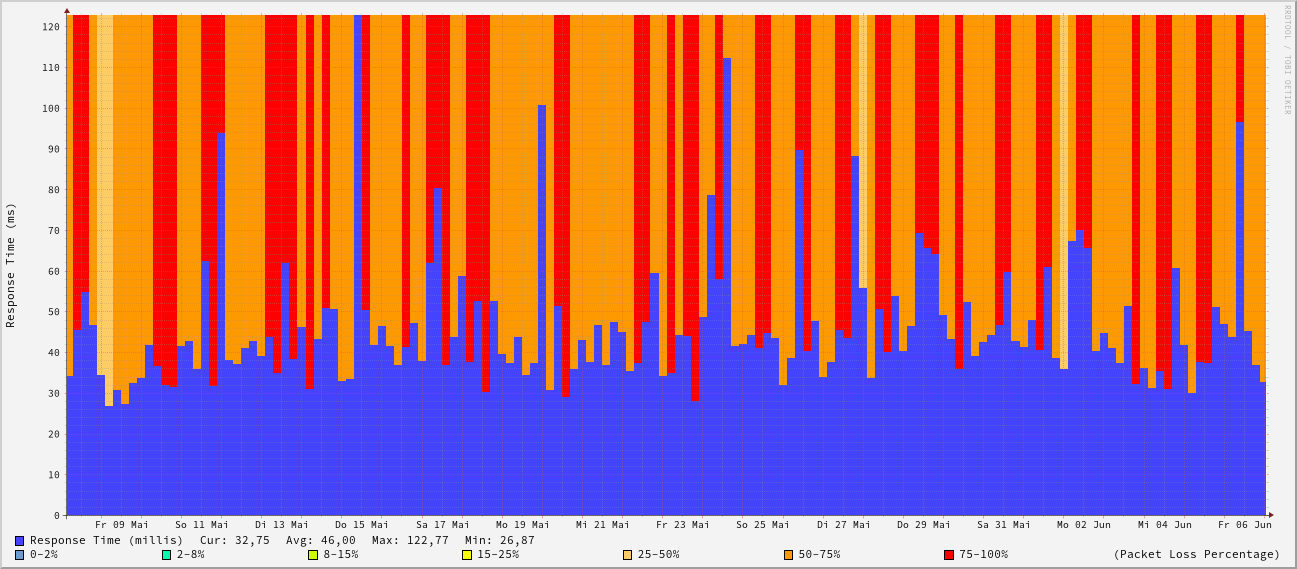 RRDTOOL / TOBI OETIKER
Response Time (ms)
120
110
100
90
80
70
60
50
40
30
20
10
0
Fr 09 Mai So 11 Mai Di 13 Mai Do 15 Mai Sa 17 Mai Mo 19 Mai Mi 21 Mai Fr 23 Mai So 25 Mai Di 27 Mai Do 29 Mai Sa 31 Mai Mo 02 Jun Mi 04 Jun Fr 06 Jun
Response Time (millis) Cur: 32,75 Avg: 46,00 Max: 122,77 Min: 26,87
0-2% 2-8% 8-15% 15-25% 25-50% 50-75% 75-100% (Packet Loss Percentage)